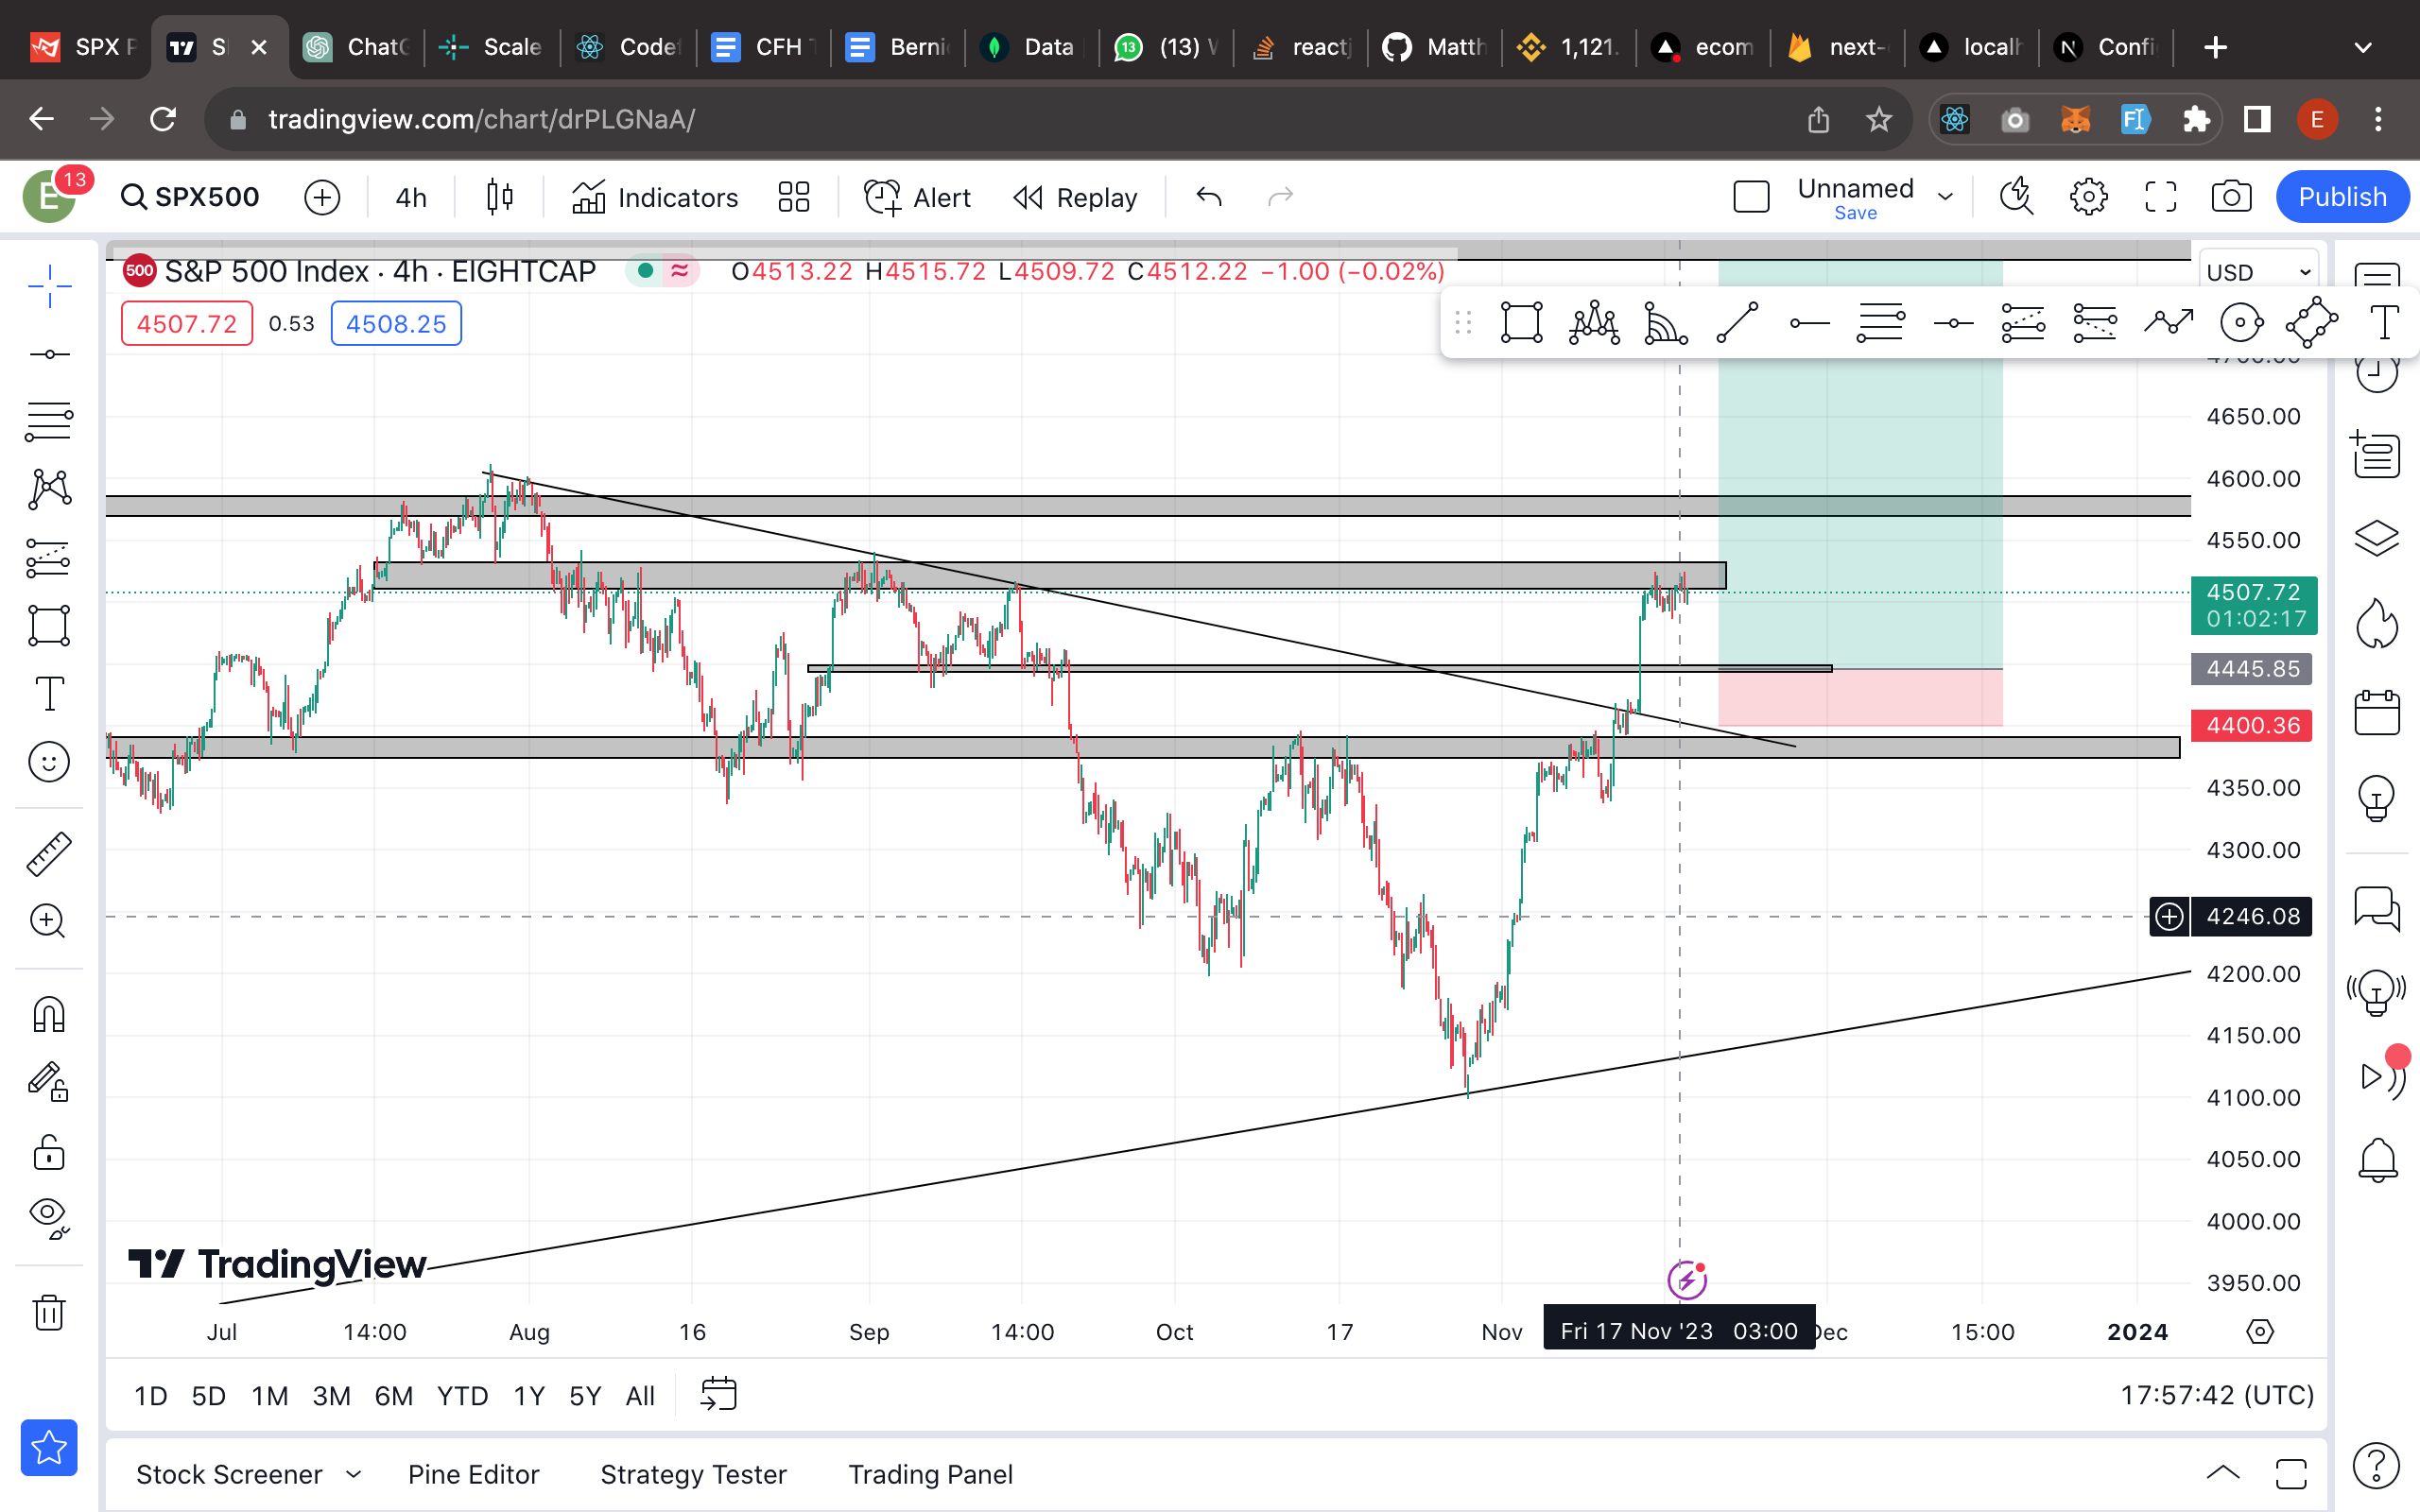 SPX F
S
ChatG
Scale
Codef
CFH T
Berni
Data
13 (13) W
reactj
Matth
1,121.
ecom
next-
localh
N Confi
tradingview.com/chart/drPLGNaA/
E
E 13
SPX500
4h
Indicators
Alert
Replay
Unnamed
Save
Publish
500 S&P 500 Index · 4h · EIGHTCAP
O4513.22 H4515.72 L4509.72 C4512.22 −1.00 (−0.02%)
USD
4507.72 0.53 4508.25
4650.00
4600.00
4550.00
4507.72
01:02:17
4445.85
4400.36
4350.00
4300.00
4246.08
4200.00
4150.00
4100.00
4050.00
4000.00
3950.00
TradingView
Jul 14:00 Aug 16 Sep 14:00 Oct 17 Nov Fri 17 Nov '23 03:00 Dec 15:00 2024
1D 5D 1M 3M 6M YTD 1Y 5Y All
17:57:42 (UTC)
Stock Screener Pine Editor Strategy Tester Trading Panel